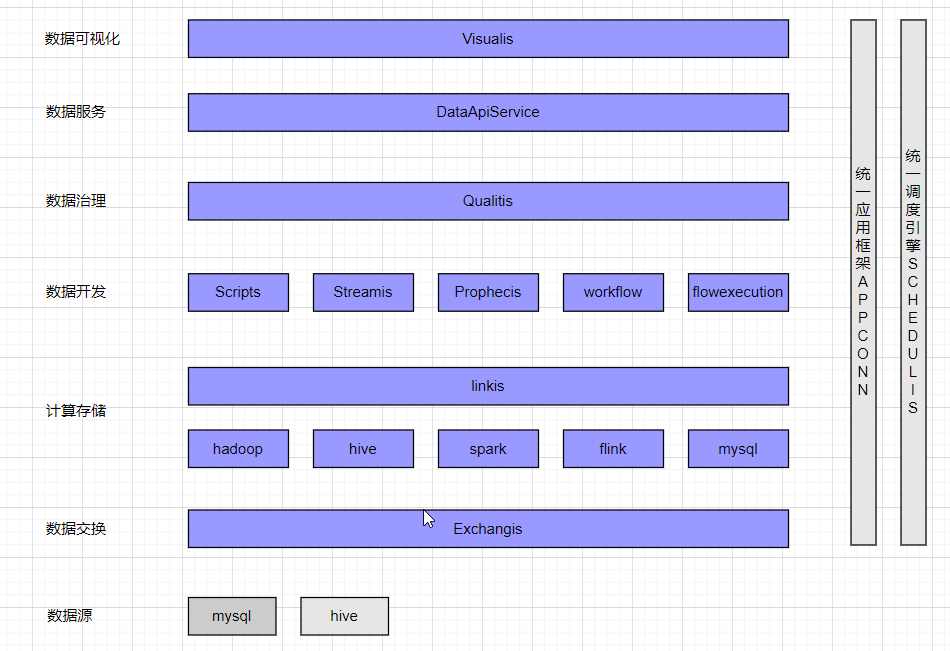 数据可视化
Visualis
数据服务
DataApiService
数据治理
Qualitis
数据开发
Scripts
Streamis
Prophecis
workflow
flowexecution
计算存储
linkis
hadoop
hive
spark
flink
mysql
数据交换
Exchangis
数据源
mysql
hive
统一应用框架APPCONN
统一调度引擎SCHEDULIS